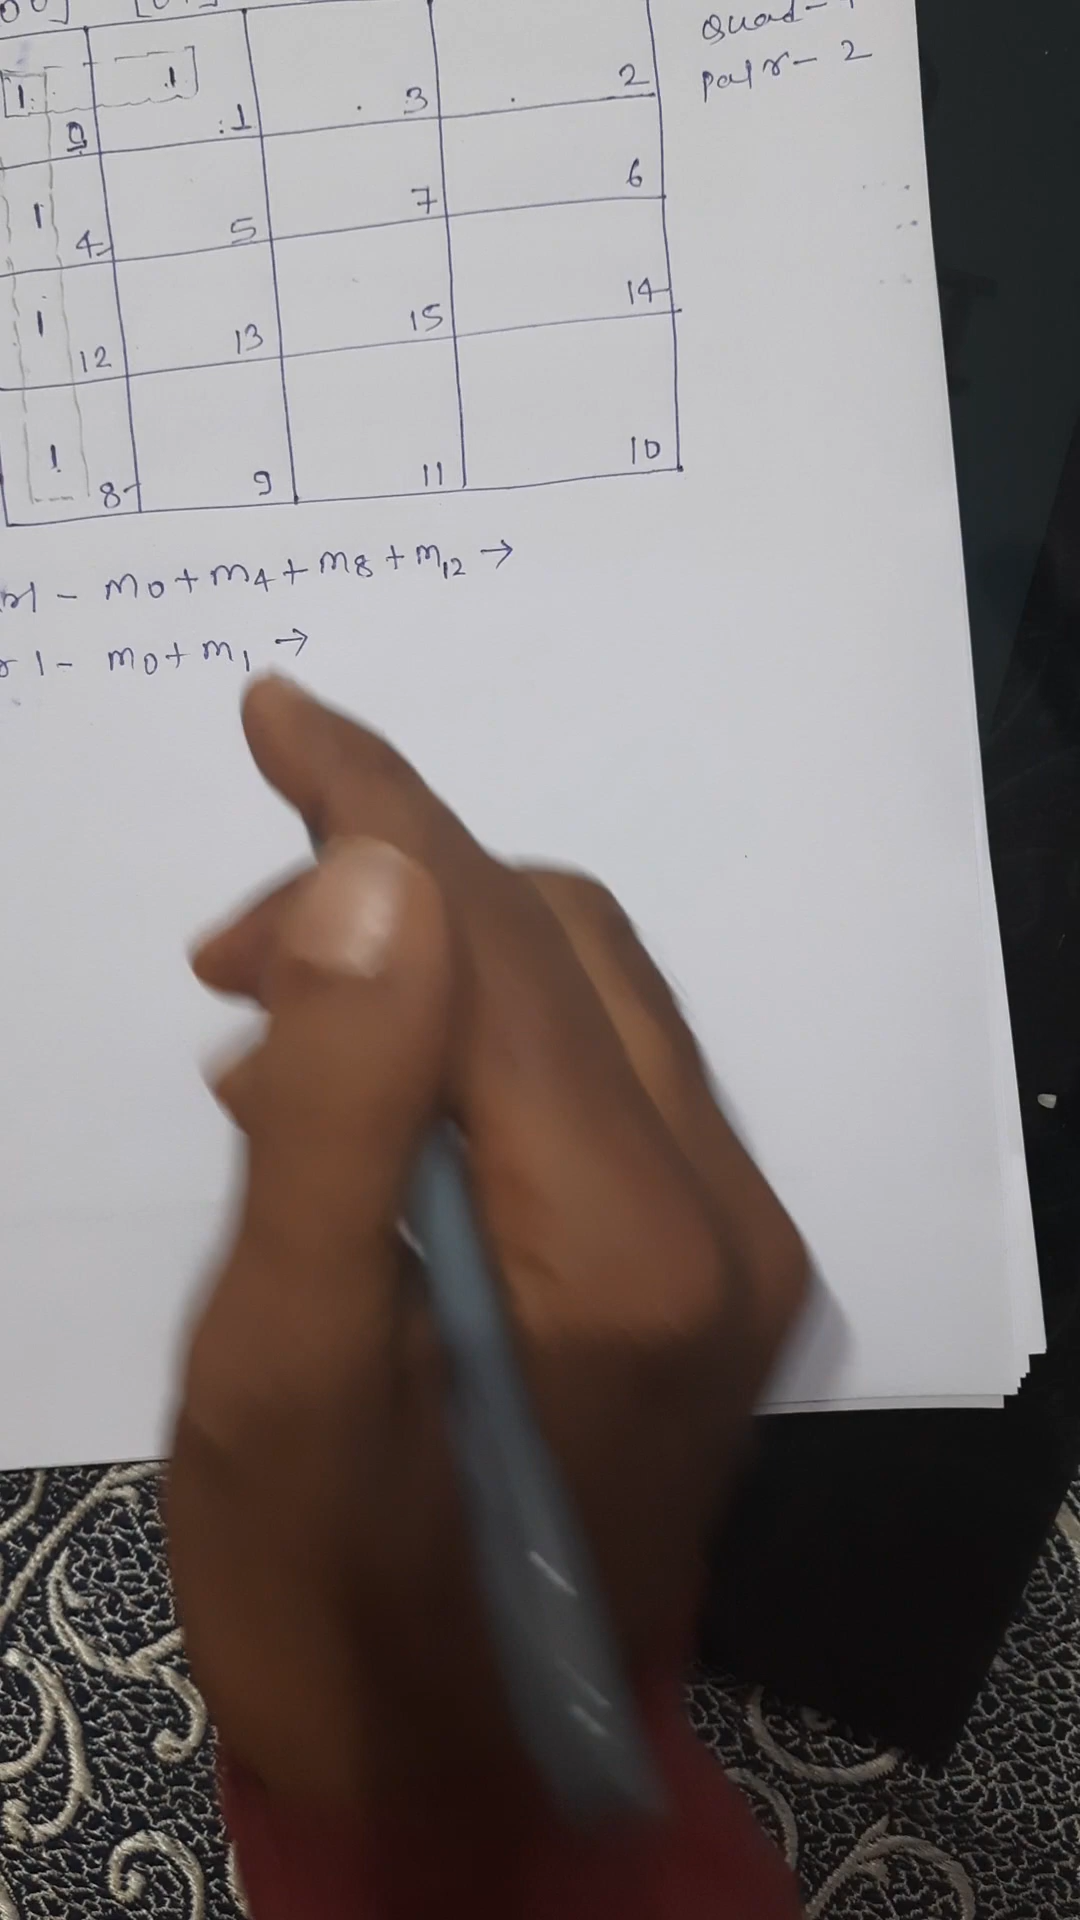 Quad-
pair- 2
1 1
0 1 3 2
1
4 5 7 6
1
12 13 15 14
1
8 9 11 10
- m0+m4+m8+m12 →
1- m0+m1 →